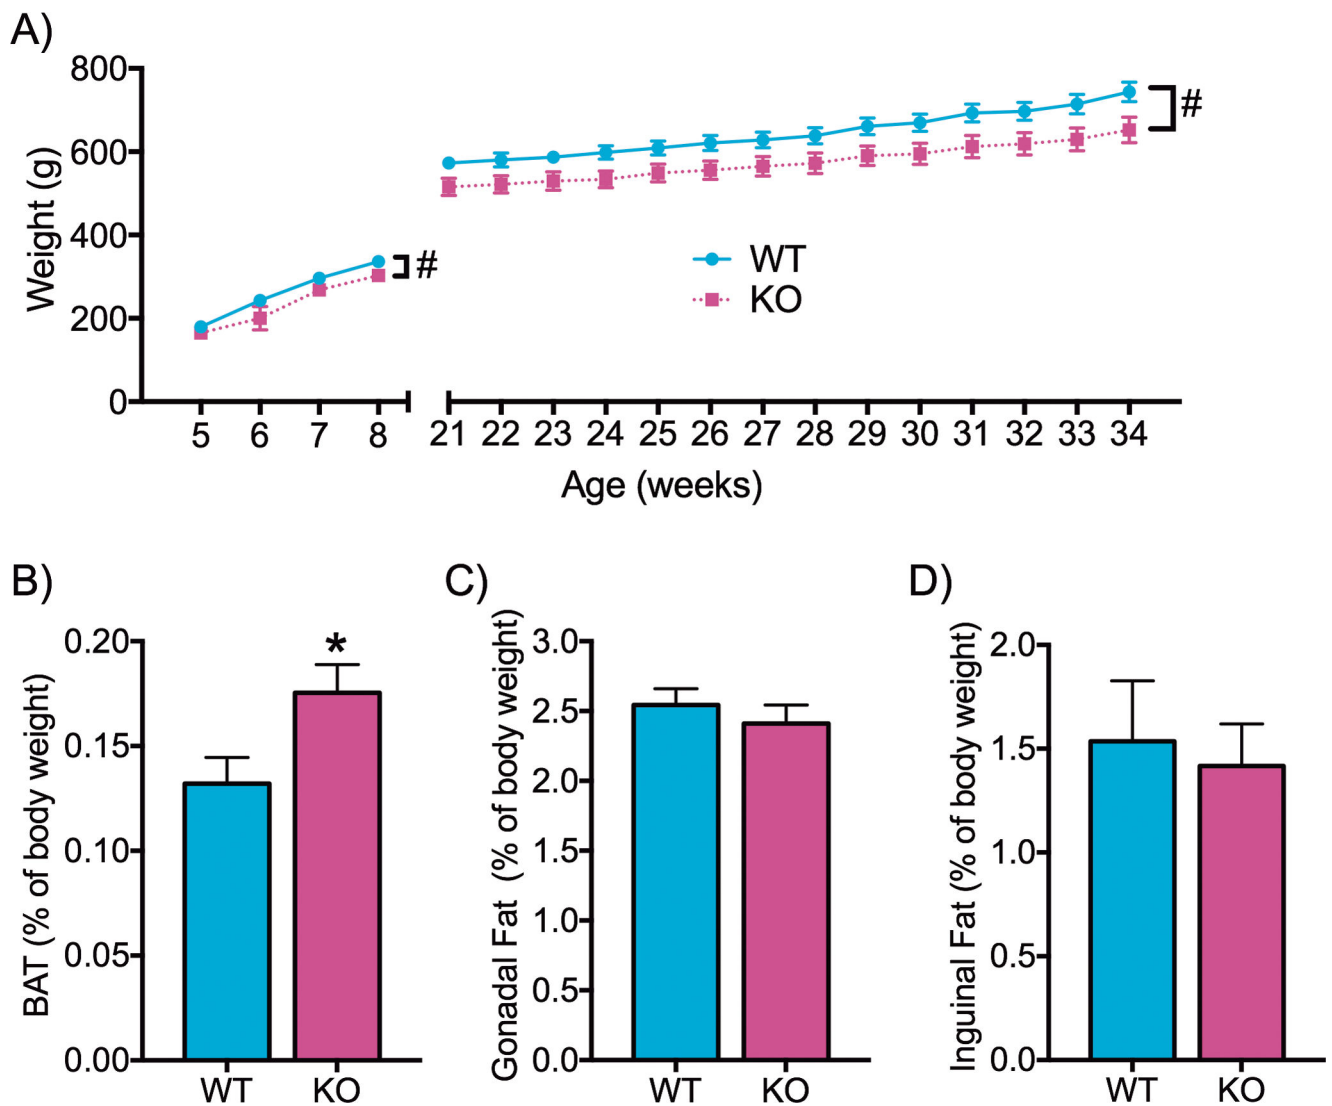 A)
Weight (g)
800
600
400
200
0
#
#
WT
KO
5 6 7 8 21 22 23 24 25 26 27 28 29 30 31 32 33 34
Age (weeks)
B)
BAT (% of body weight)
0.20
0.15
0.10
0.05
0.00
*
WT KO
C)
Gonadal Fat (% of body weight)
3.0
2.5
2.0
1.5
1.0
0.5
0.0
WT KO
D)
Inguinal Fat (% of body weight)
2.0
1.5
1.0
0.5
0.0
WT KO